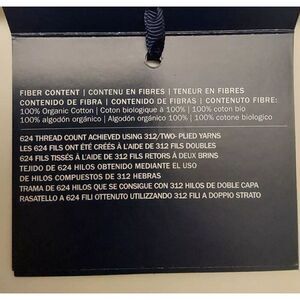 FIBER CONTENT | CONTENU EN FIBRES | TENEUR EN FIBRES
CONTENIDO DE FIBRA | CONTENIDO DE FIBRAS | CONTENUTO FIBRE:
100% Organic Cotton | Coton biologique à 100% | 100% coton bio
100% algodón orgánico | Algodón orgánico 100% | 100% cotone biologico
624 THREAD COUNT ACHIEVED USING 312/TWO-PLIED YARNS
LES 624 FILS ONT ÉTÉ CRÉÉS À L'AIDE DE 312 FILS DOUBLES
624 FILS TISSÉS À L'AIDE DE 312 FILS RETORS À DEUX BRINS
TEJIDO DE 624 HILOS OBTENIDO MEDIANTE EL USO
DE HILOS COMPUESTOS DE 312 HEBRAS
TRAMA DE 624 HILOS QUE SE CONSIGUE CON 312 HILOS DE DOBLE CAPA
RASATELLO A 624 FILI OTTENUTO UTILIZZANDO 312 FILI A DOPPIO STRATO